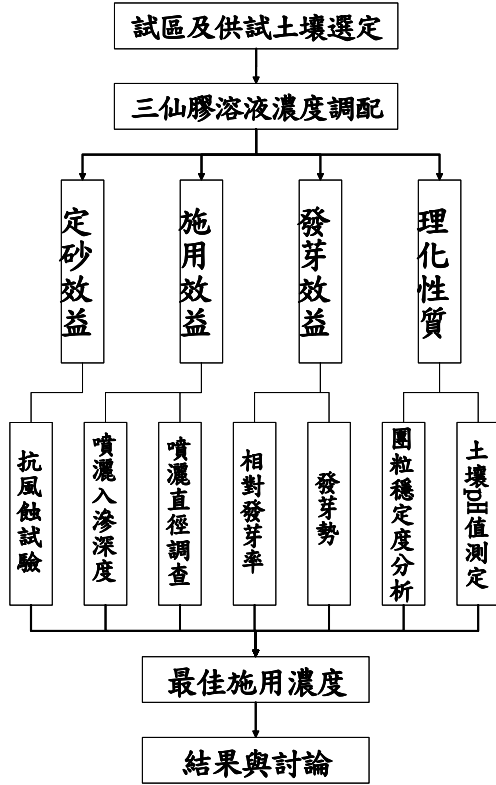 試區及供試土壤選定
三仙膠溶液濃度調配
定砂效益
施用效益
發芽效益
理化性質
抗風蝕試驗
噴灑入滲深度
噴灑直徑調查
相對發芽率
發芽勢
團粒穩定度分析
土壤pH值測定
最佳施用濃度
結果與討論